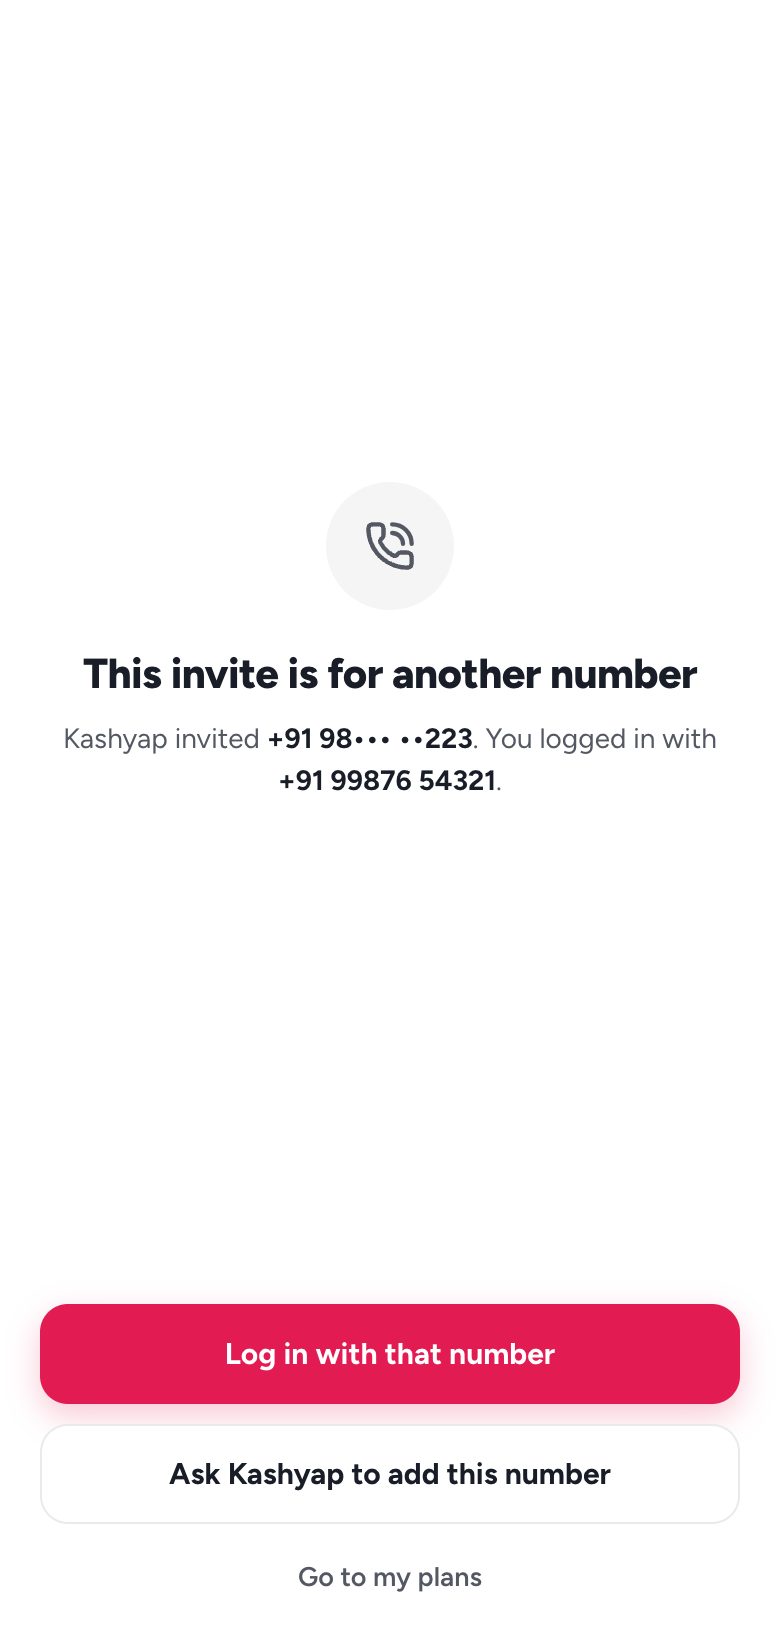 This invite is for another number
Kashyap invited +91 98••• ••223. You logged in with
+91 99876 54321.
Log in with that number
Ask Kashyap to add this number
Go to my plans